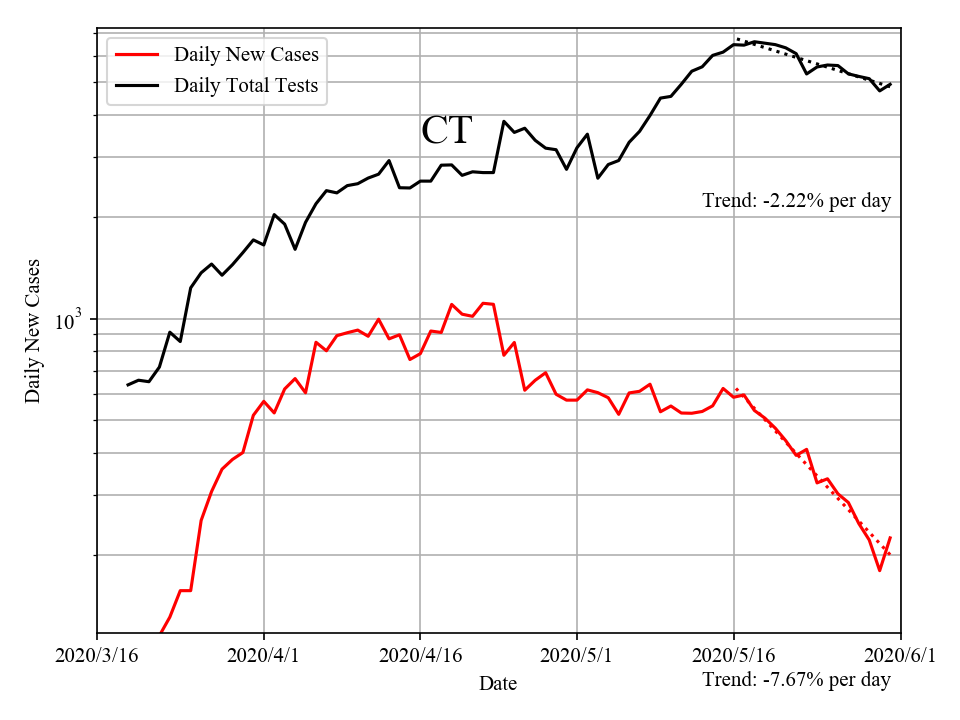 Daily New Cases
Daily Total Tests
CT
Trend: -2.22% per day
Daily New Cases
10³
2020/3/16 2020/4/1 2020/4/16 2020/5/1 2020/5/16 2020/6/1
Date
Trend: -7.67% per day